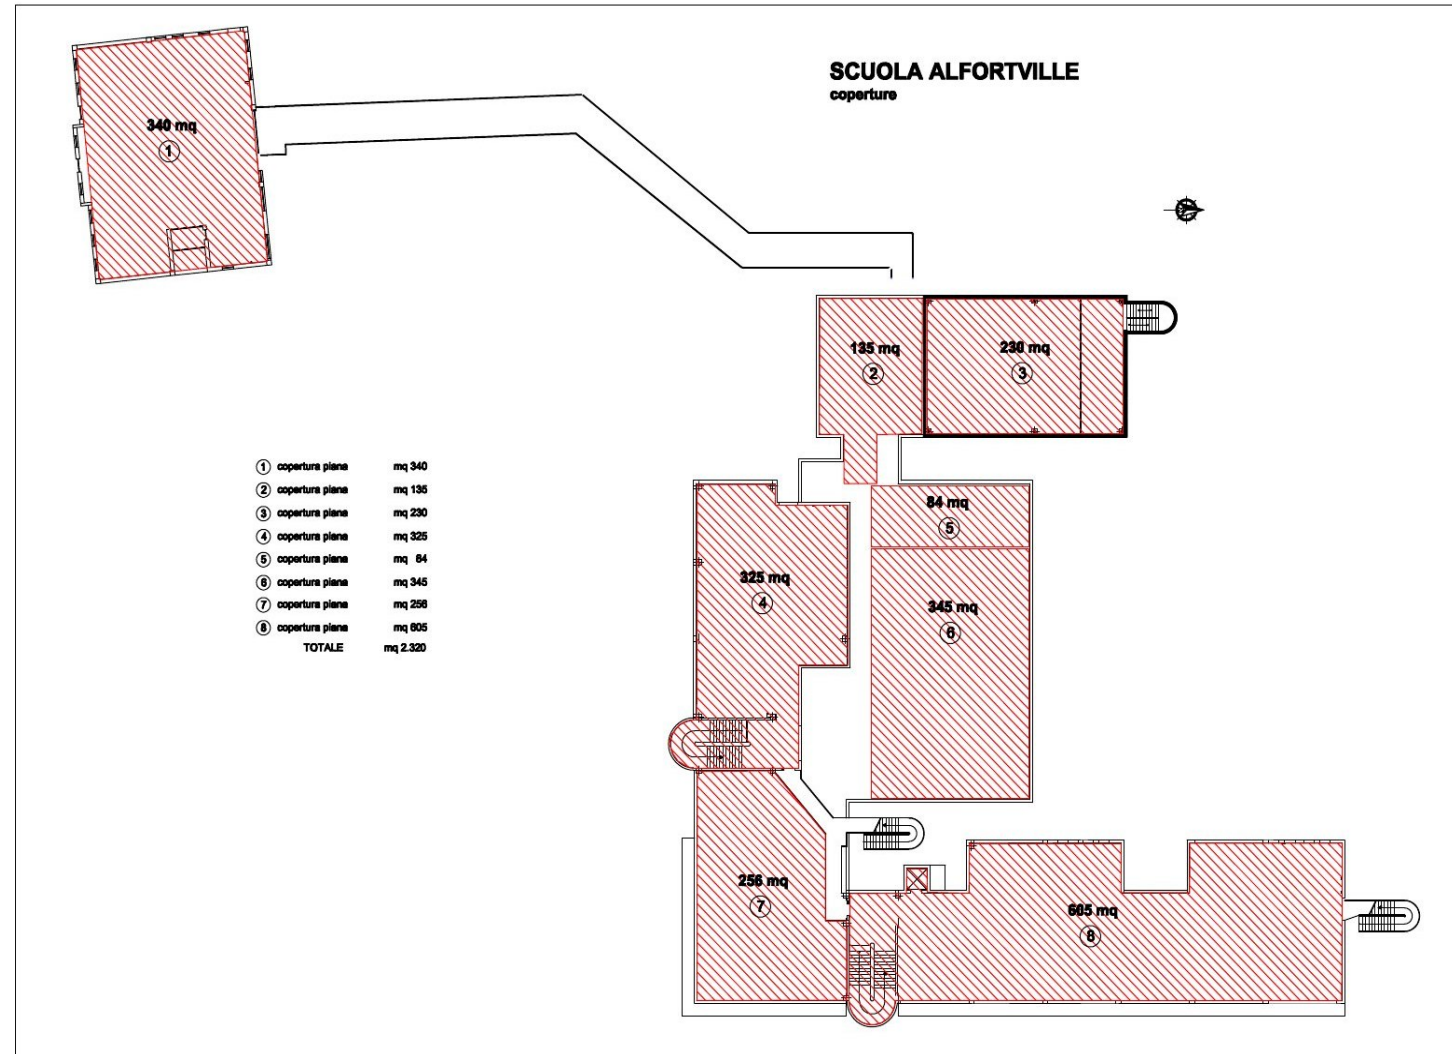 SCUOLA ALFORTVILLE
coperture
340 mq
1
135 mq
2
230 mq
3
84 mq
5
325 mq
4
345 mq
6
256 mq
7
605 mq
8
1 copertura piana mq 340
2 copertura piana mq 135
3 copertura piana mq 230
4 copertura piana mq 325
5 copertura piana mq 84
6 copertura piana mq 345
7 copertura piana mq 256
8 copertura piana mq 605
TOTALE mq 2.320